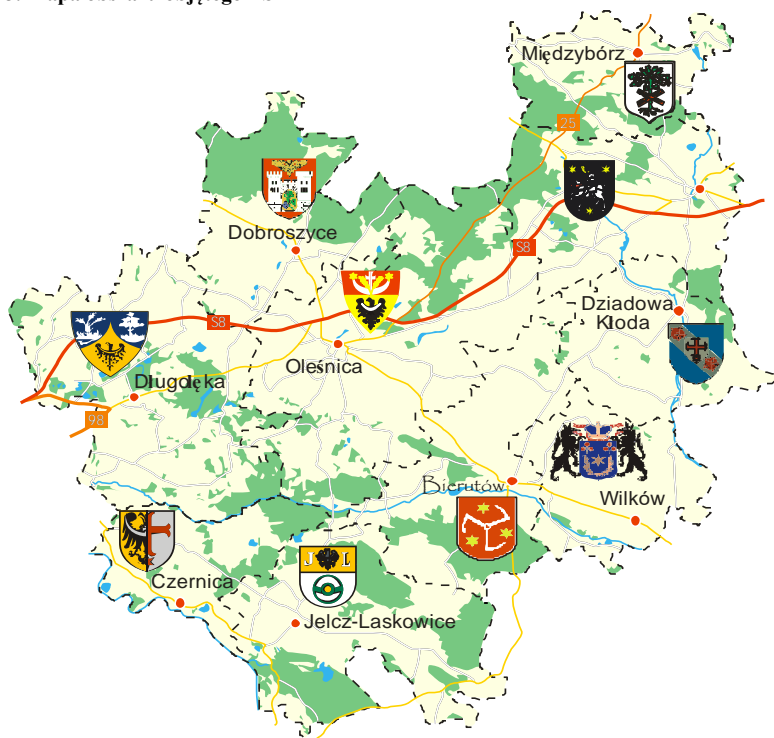 Międzybórz
25
Dobroszyce
S8
Dziadowa
Kłoda
S8
Oleśnica
Długołęka
98
Bierutów
Wilków
J L
Czernica
Jelcz-Laskowice